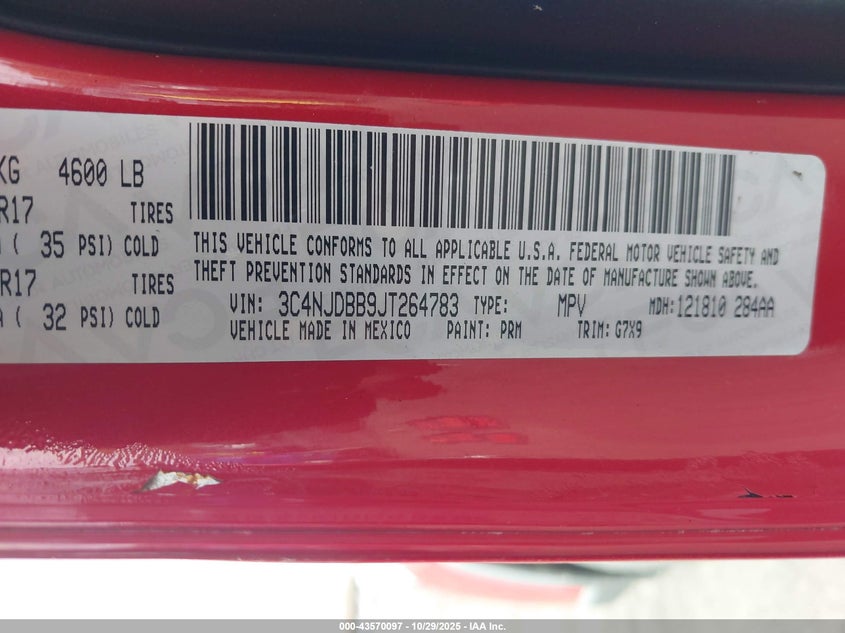 KG 4600 LB
R17 TIRES
( 35 PSI) COLD
R17 TIRES
( 32 PSI) COLD
THIS VEHICLE CONFORMS TO ALL APPLICABLE U.S.A. FEDERAL MOTOR VEHICLE SAFETY AND
THEFT PREVENTION STANDARDS IN EFFECT ON THE DATE OF MANUFACTURE SHOWN ABOVE.
VIN: 3C4NJDBB9JT264783 TYPE: MPV MDH:121810 284AA
VEHICLE MADE IN MEXICO PAINT: PRM TRIM: G7X9
000-43570097 | 10/29/2025 - IAA Inc.